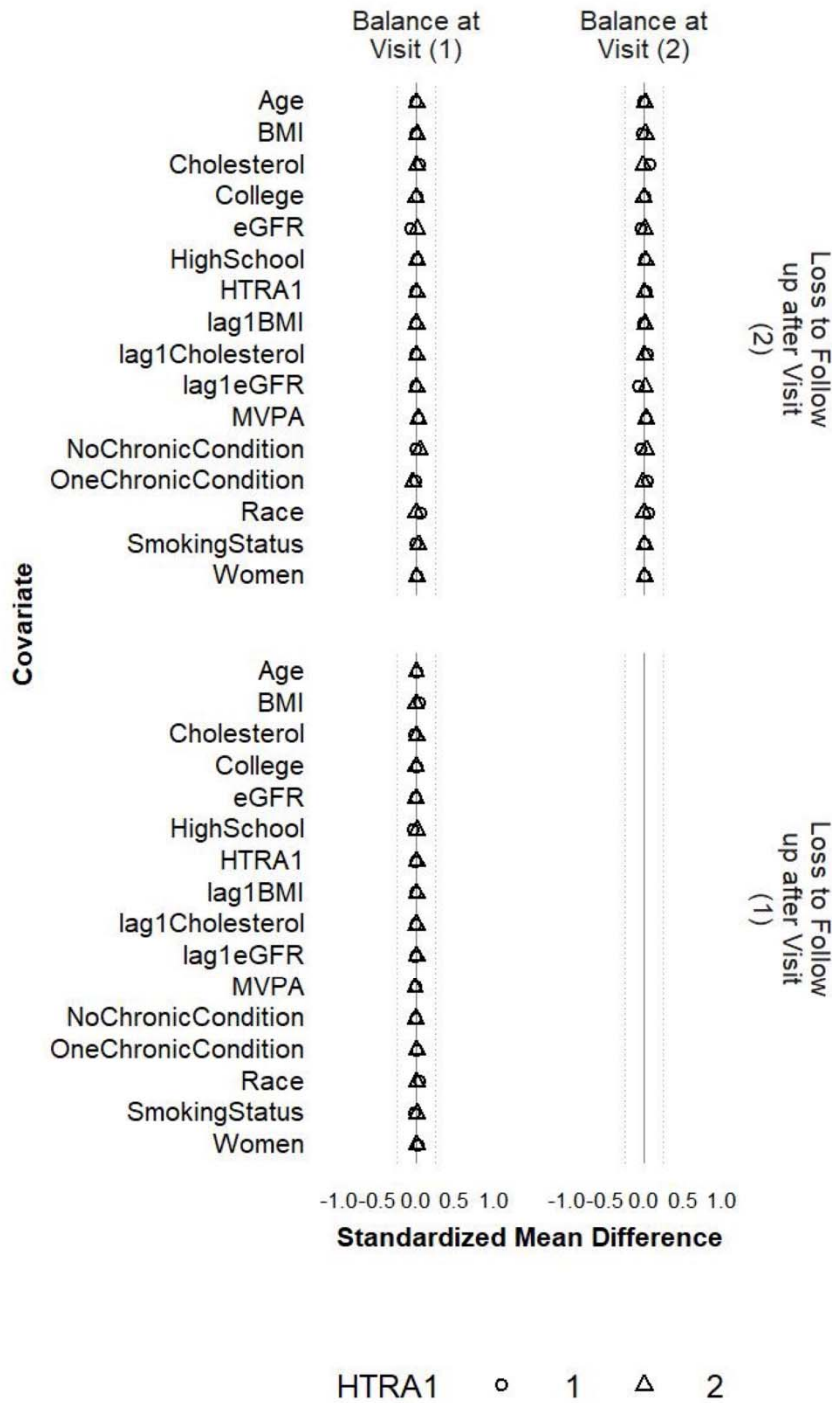 Balance at
Visit (1)
Balance at
Visit (2)
Covariate
Age
BMI
Cholesterol
College
eGFR
HighSchool
HTRA1
lag1BMI
lag1Cholesterol
lag1eGFR
MVPA
NoChronicCondition
OneChronicCondition
Race
SmokingStatus
Women
Loss to Follow
up after Visit
(2)
Age
BMI
Cholesterol
College
eGFR
HighSchool
HTRA1
lag1BMI
lag1Cholesterol
lag1eGFR
MVPA
NoChronicCondition
OneChronicCondition
Race
SmokingStatus
Women
Loss to Follow
up after Visit
(1)
-1.0-0.5 0.0 0.5 1.0 -1.0-0.5 0.0 0.5 1.0
Standardized Mean Difference
HTRA1 1 2